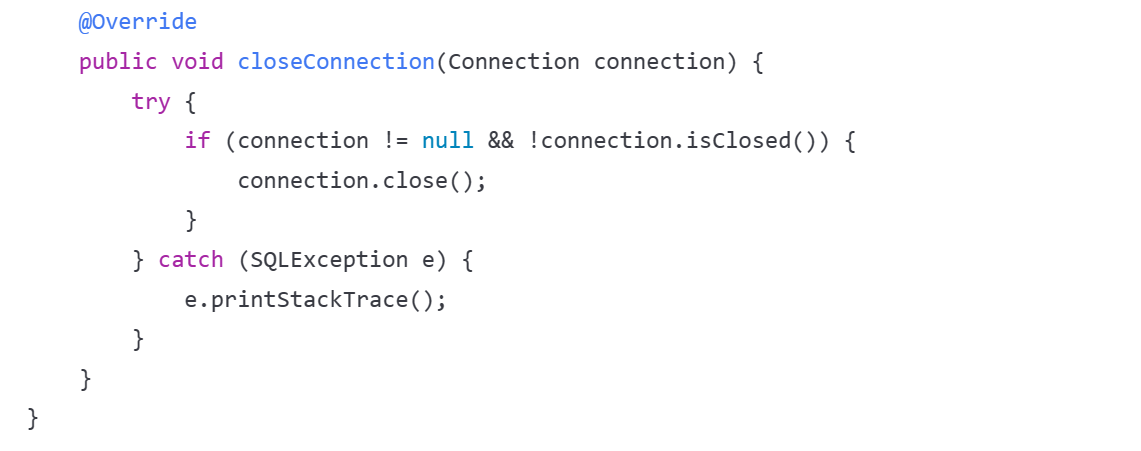 @Override
    public void closeConnection(Connection connection) {
        try {
            if (connection != null && !connection.isClosed()) {
                connection.close();
            }
        } catch (SQLException e) {
            e.printStackTrace();
        }
    }
}